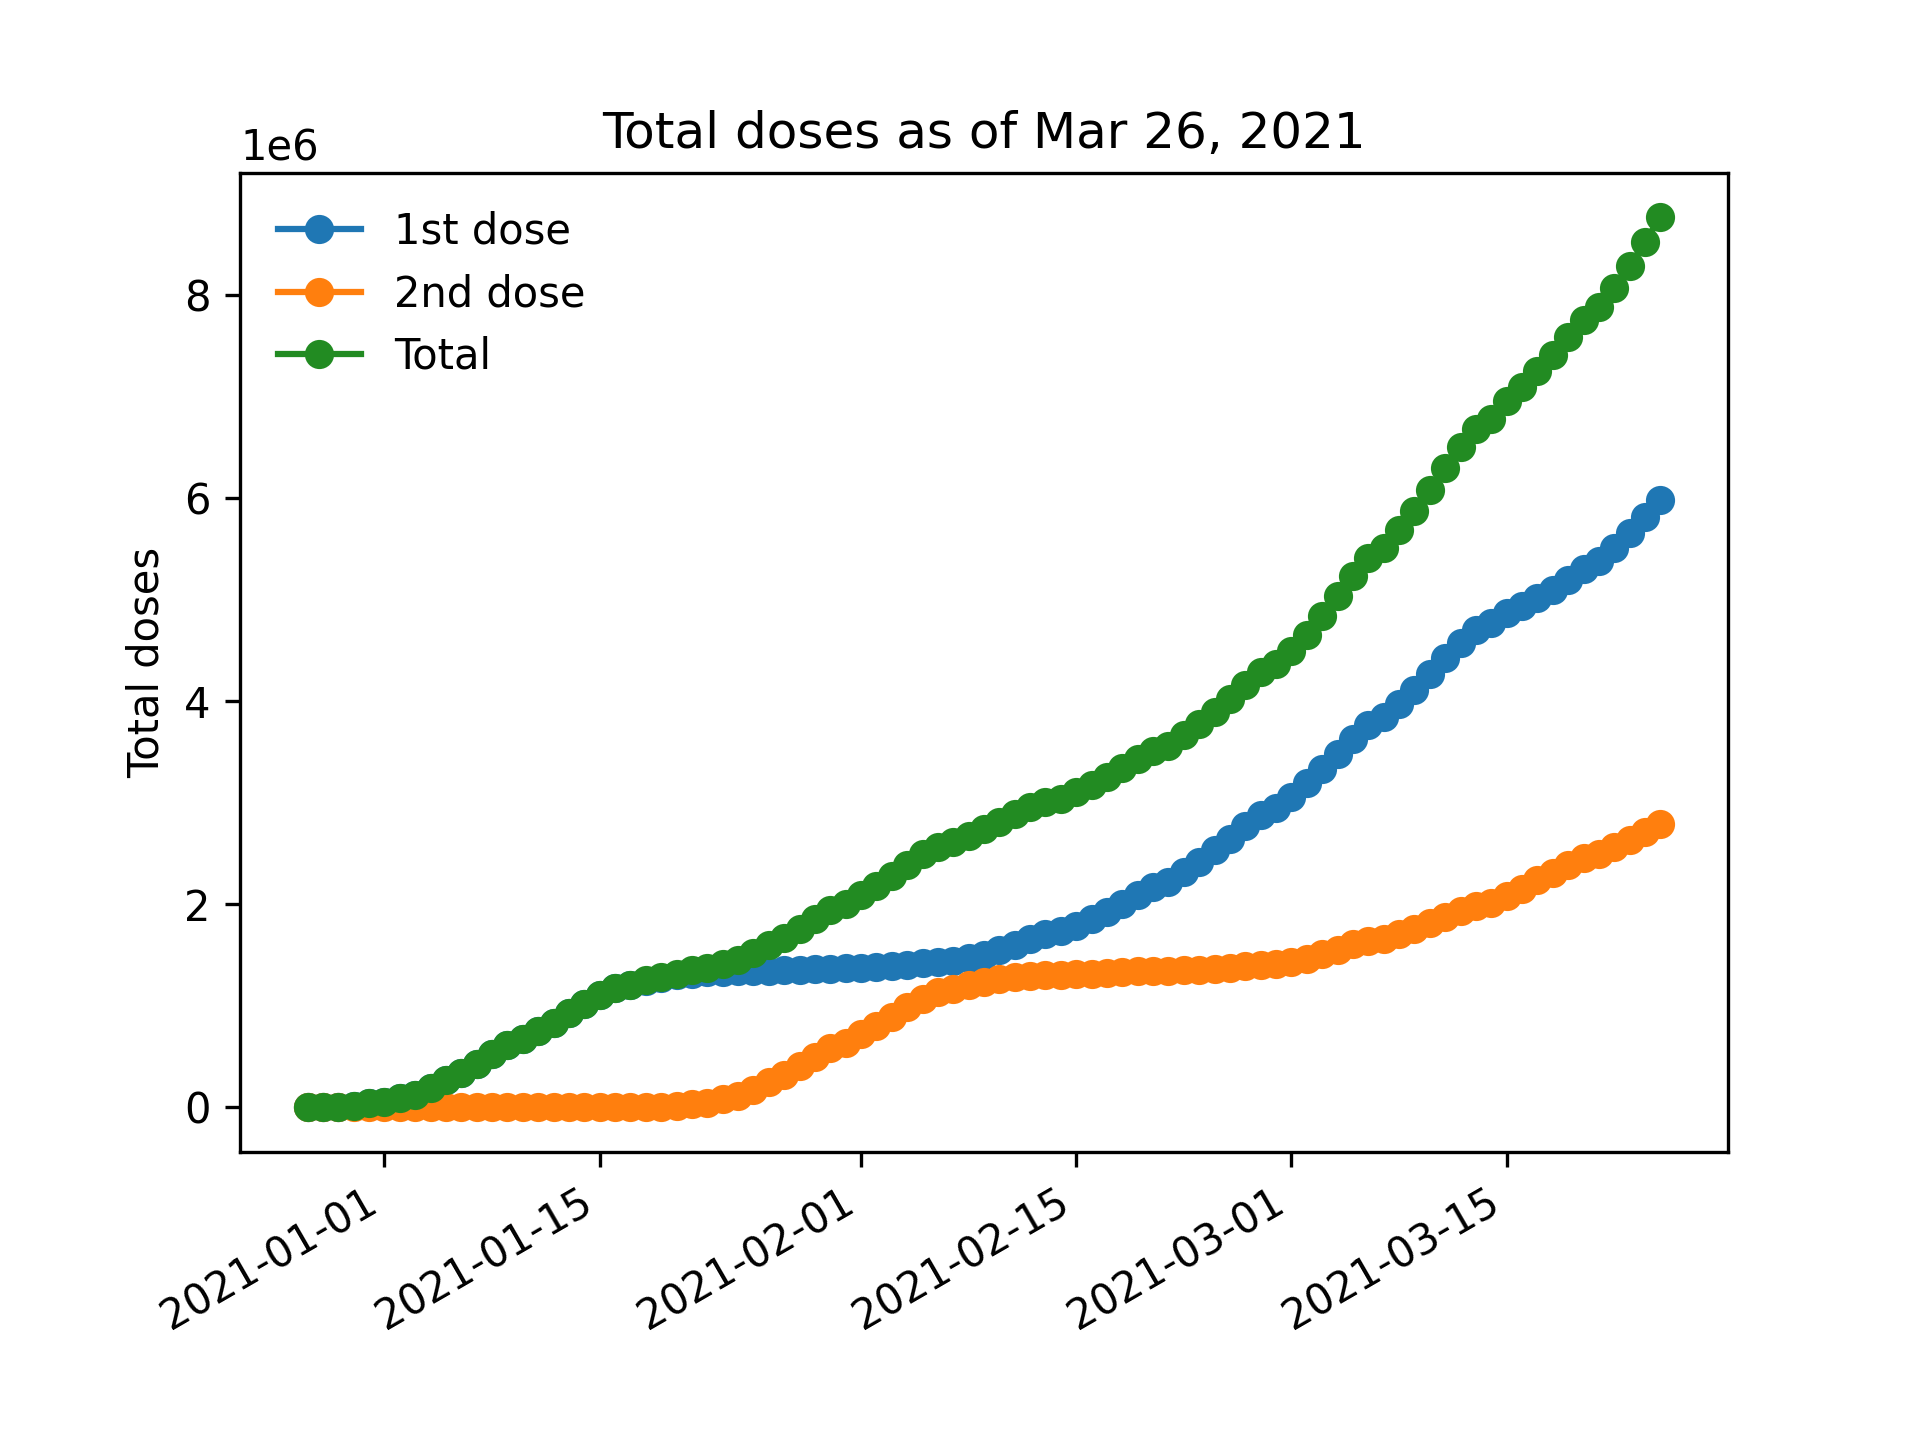 Total doses as of Mar 26, 2021
1e6
1st dose
2nd dose
Total
8
6
4
2
0
Total doses
2021-01-01
2021-01-15
2021-02-01
2021-02-15
2021-03-01
2021-03-15